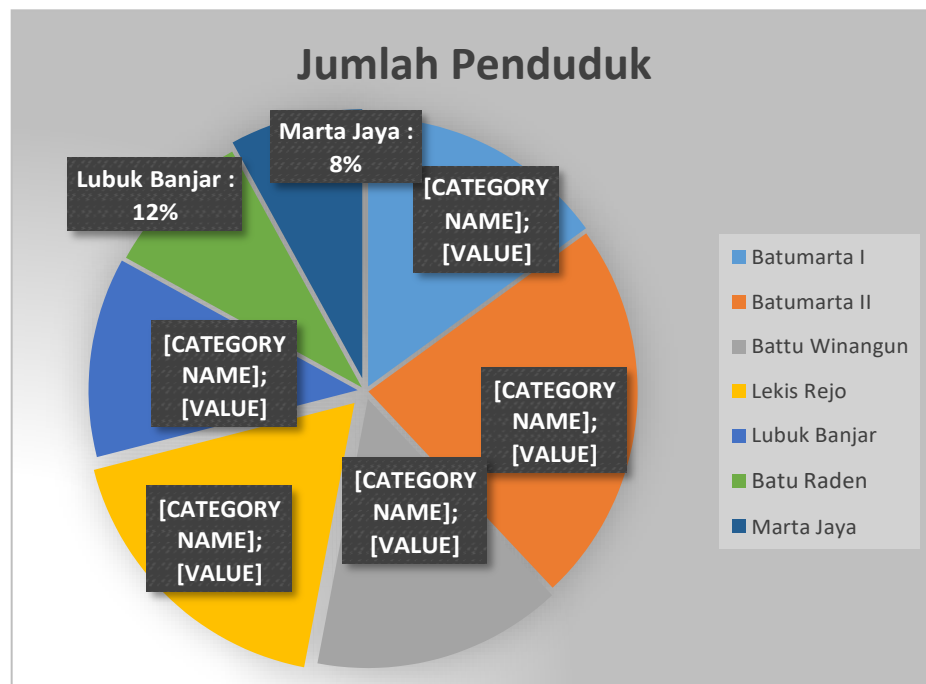 Jumlah Penduduk
Marta Jaya :
8%
Lubuk Banjar :
12%
[CATEGORY
NAME];
[VALUE]
[CATEGORY
NAME];
[VALUE]
[CATEGORY
NAME];
[VALUE]
[CATEGORY
NAME];
[VALUE]
[CATEGORY
NAME];
[VALUE]
Batumarta I
Batumarta II
Battu Winangun
Lekis Rejo
Lubuk Banjar
Batu Raden
Marta Jaya